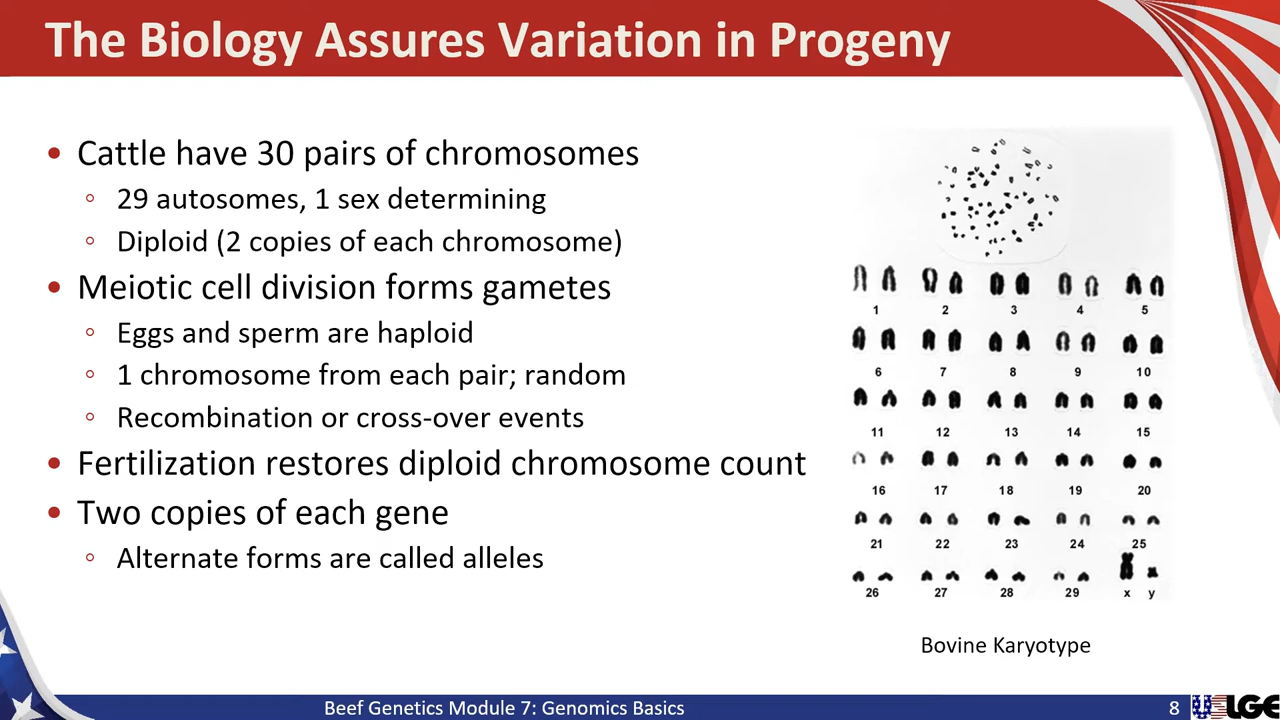 The Biology Assures Variation in Progeny
• Cattle have 30 pairs of chromosomes
◦ 29 autosomes, 1 sex determining
◦ Diploid (2 copies of each chromosome)
• Meiotic cell division forms gametes
◦ Eggs and sperm are haploid
◦ 1 chromosome from each pair; random
◦ Recombination or cross-over events
• Fertilization restores diploid chromosome count
• Two copies of each gene
◦ Alternate forms are called alleles
1 2 3 4 5
6 7 8 9 10
11 12 13 14 15
16 17 18 19 20
21 22 23 24 25
26 27 28 29 x y
Bovine Karyotype
Beef Genetics Module 7: Genomics Basics
8
LGE